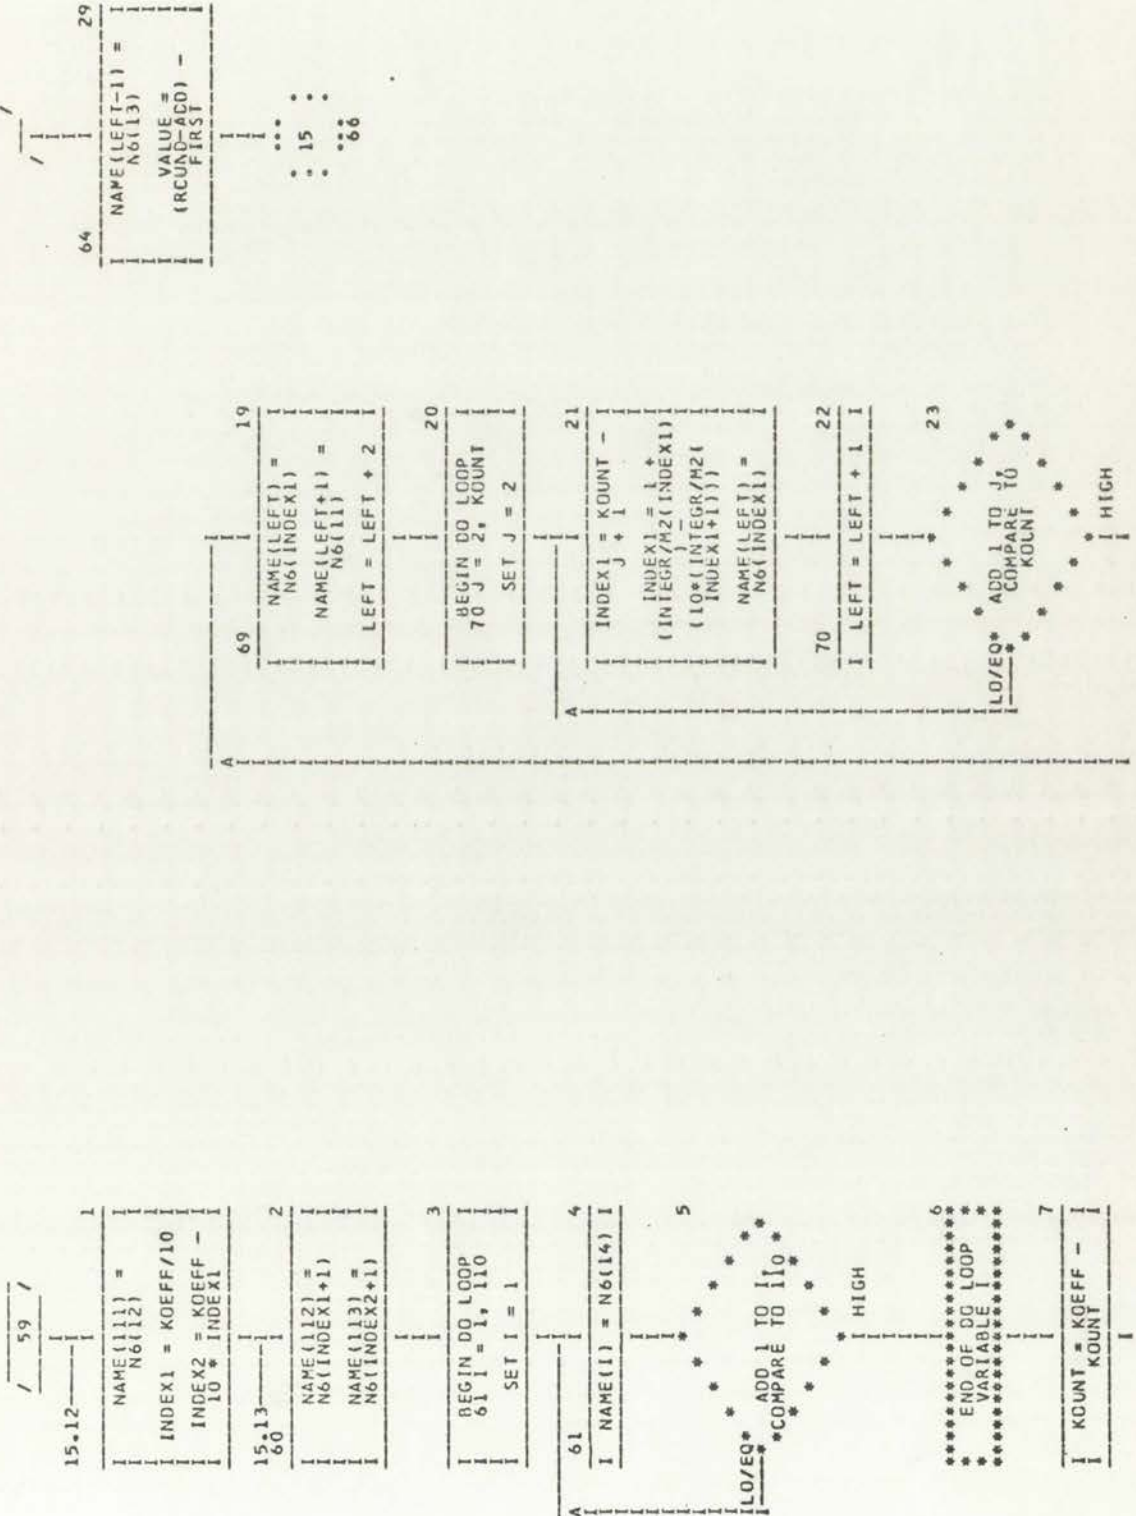 / 59 /
15.12
1
NAME(111) =
N6(12)
INDEX1 = KOEFF/10
INDEX2 = KOEFF -
10 * INDEX1
15.13
60
2
NAME(112) =
N6(INDEX1+1)
NAME(113) =
N6(INDEX2+1)
3
BEGIN DO LOOP
61 I = 1, 110
SET I = 1
61
4
NAME(I) = N6(14)
5
LO/EQ
ADD 1 TO I,
COMPARE TO 110
HIGH
6
END OF DO LOOP
VARIABLE I
7
KOUNT = KOEFF -
KOUNT
69
19
NAME(LEFT) =
N6(INDEX1)
NAME(LEFT+1) =
N6(11)
LEFT = LEFT + 2
20
BEGIN DO LOOP
70 J = 2, KOUNT
SET J = 2
21
INDEX1 = KOUNT -
J + 1
INDEX1 = 1 +
(INTEGR/M2(INDEX1)
) -
(10*(INTEGR/M2(
INDEX1+1)))
NAME(LEFT) =
N6(INDEX1)
70
22
LEFT = LEFT + 1
23
LO/EQ
ADD 1 TO J,
COMPARE TO
KOUNT
HIGH
64
29
NAME(LEFT-1) =
N6(13)
VALUE =
(ROUND-ADD) -
FIRST
15
66